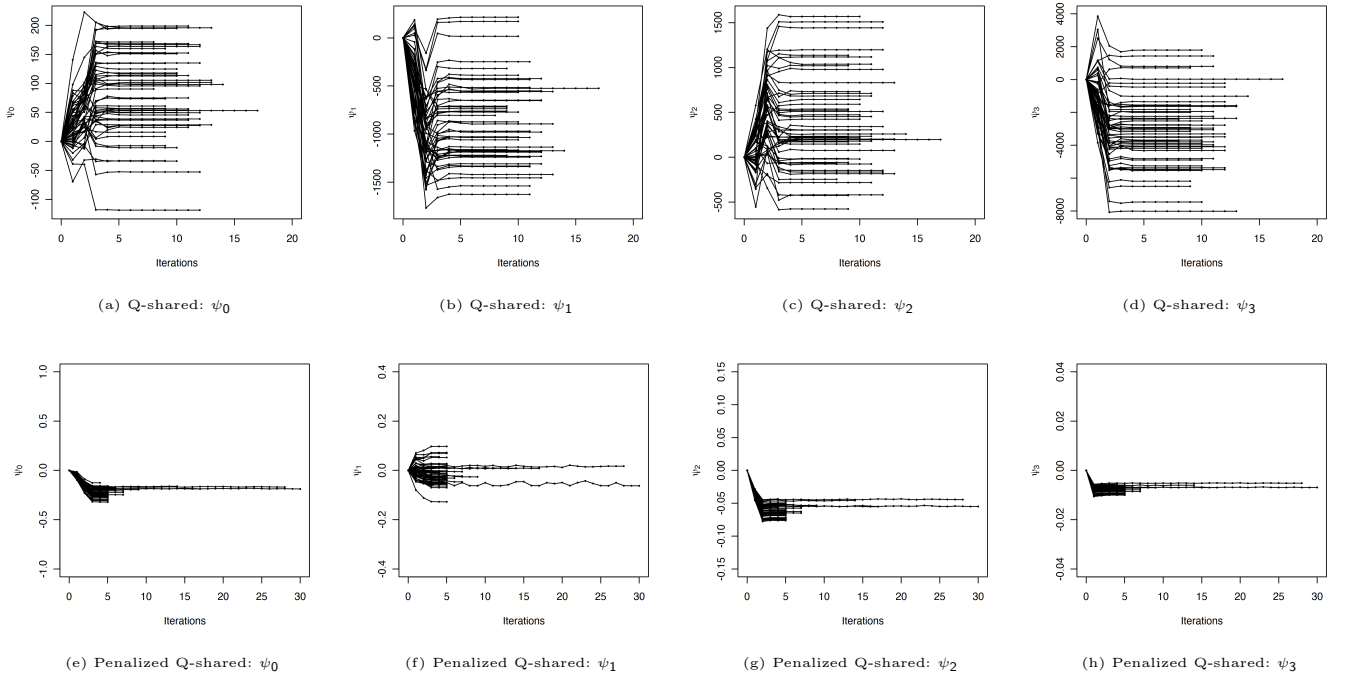 ψ0
-100 -50 0 50 100 150 200
0 5 10 15 20
Iterations
(a) Q-shared: ψ0
ψ1
-1500 -1000 -500 0
0 5 10 15 20
Iterations
(b) Q-shared: ψ1
ψ2
-500 0 500 1000 1500
0 5 10 15 20
Iterations
(c) Q-shared: ψ2
ψ3
-8000 -4000 0 2000 4000
0 5 10 15 20
Iterations
(d) Q-shared: ψ3
ψ0
-1.0 -0.5 0.0 0.5 1.0
0 5 10 15 20 25 30
Iterations
(e) Penalized Q-shared: ψ0
ψ1
-0.4 -0.2 0.0 0.2 0.4
0 5 10 15 20 25 30
Iterations
(f) Penalized Q-shared: ψ1
ψ2
-0.15 -0.10 -0.05 0.00 0.05 0.10 0.15
0 5 10 15 20 25 30
Iterations
(g) Penalized Q-shared: ψ2
ψ3
-0.04 -0.02 0.00 0.02 0.04
0 5 10 15 20 25 30
Iterations
(h) Penalized Q-shared: ψ3